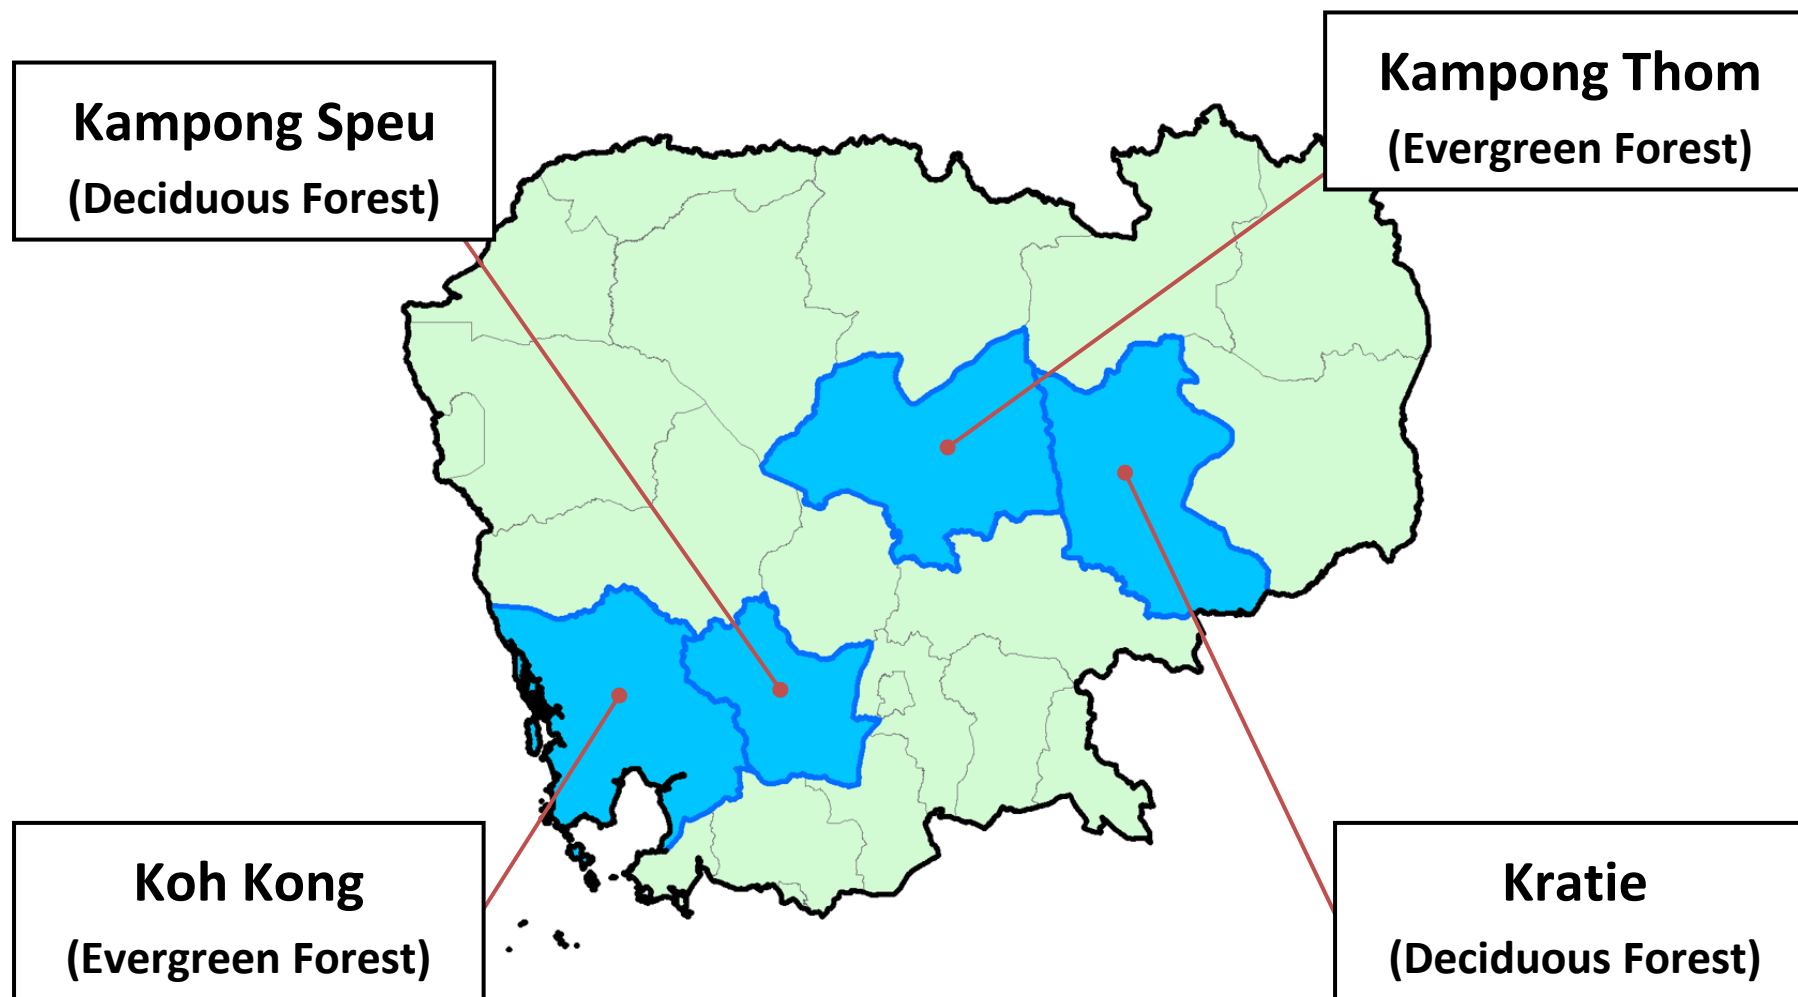 Kampong Speu
(Deciduous Forest)
Kampong Thom
(Evergreen Forest)
Koh Kong
(Evergreen Forest)
Kratie
(Deciduous Forest)